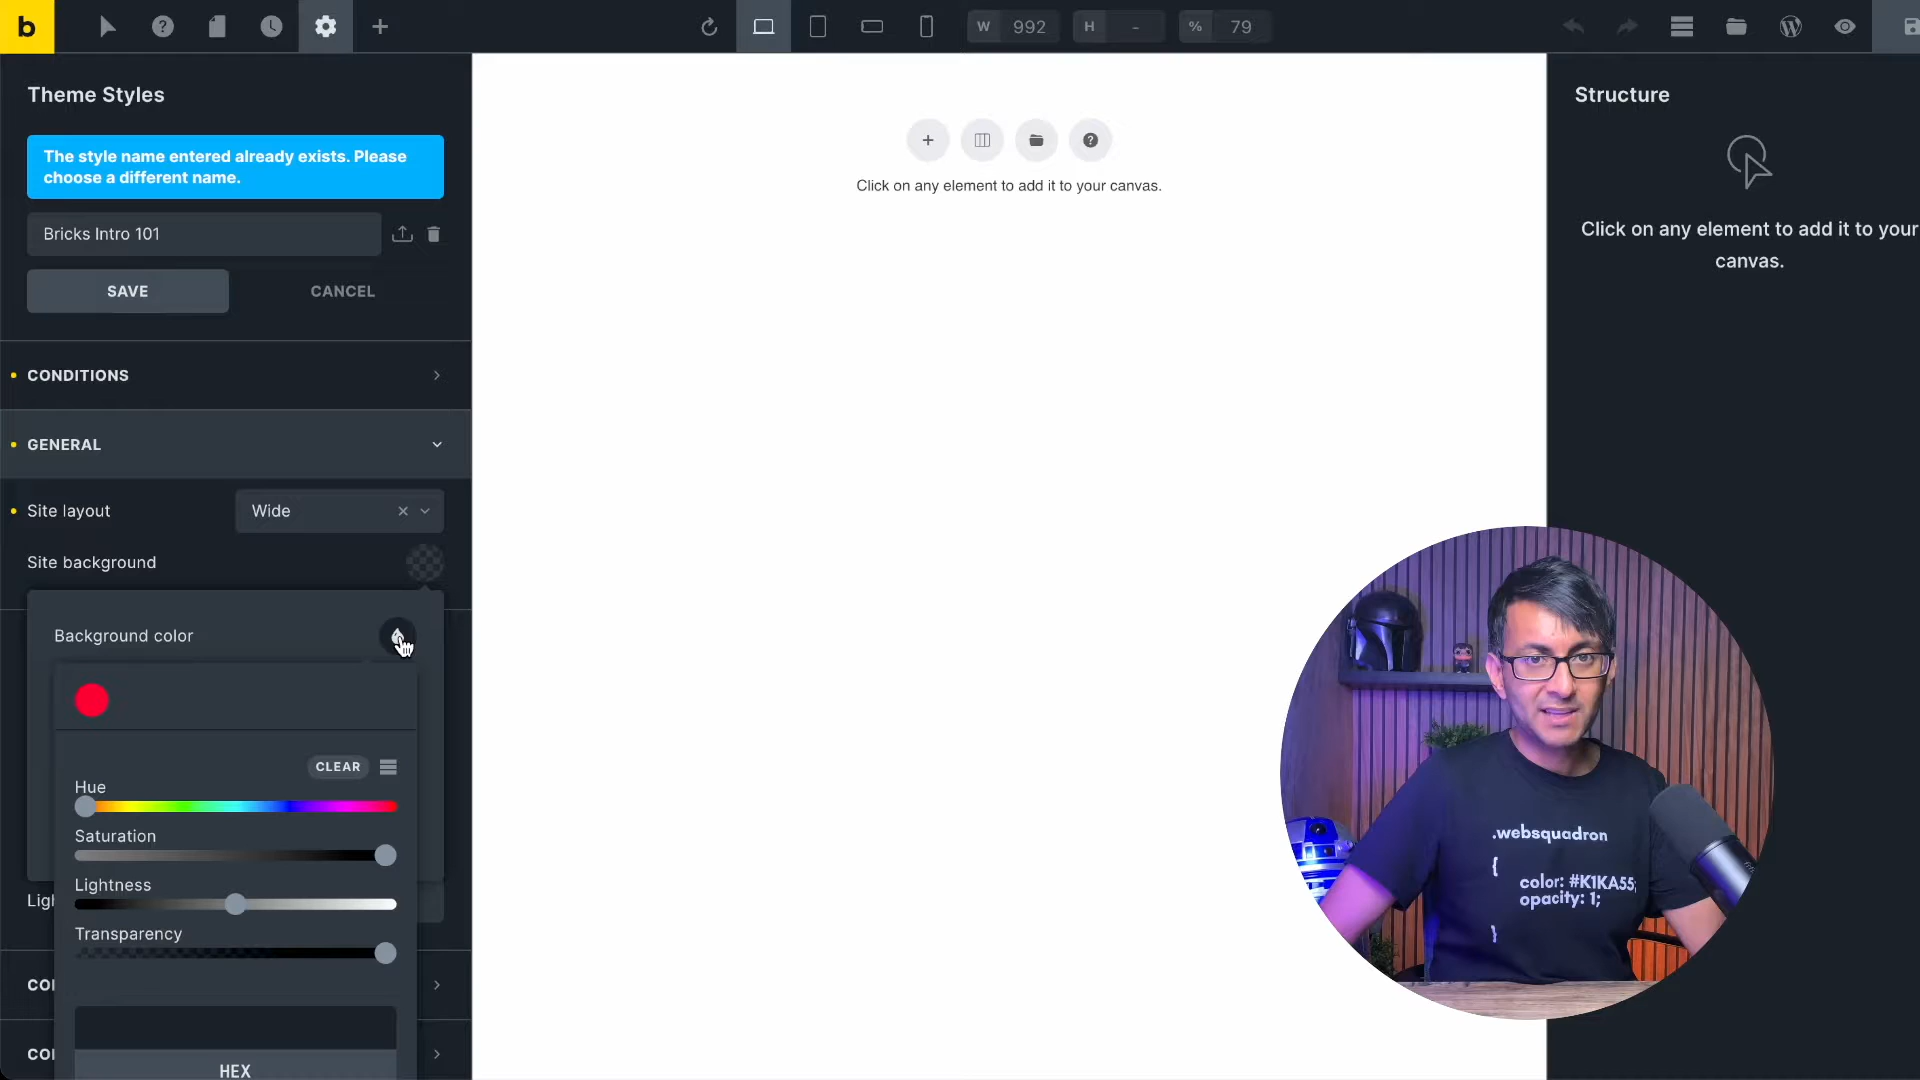 b
W 992 H - % 79
Theme Styles
The style name entered already exists. Please
choose a different name.
Bricks Intro 101
SAVE CANCEL
CONDITIONS
GENERAL
Site layout Wide
Site background
Background color
CLEAR
Hue
Saturation
Lightness
Transparency
HEX
Click on any element to add it to your canvas.
Structure
Click on any element to add it to your
canvas.
.websquadron
{
color: #K1KA55;
opacity: 1;
}